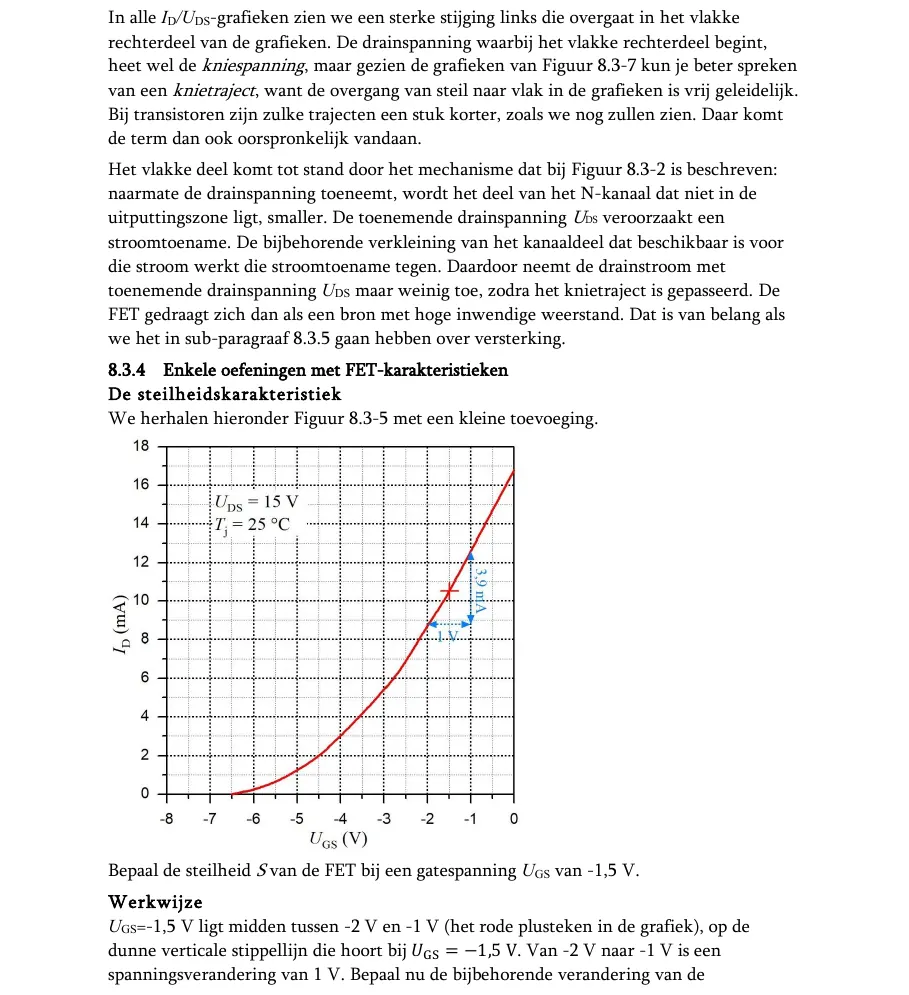 In alle ID/UDS-grafieken zien we een sterke stijging links die overgaat in het vlakke
rechterdeel van de grafieken. De drainspanning waarbij het vlakke rechterdeel begint,
heet wel de kniespanning, maar gezien de grafieken van Figuur 8.3-7 kun je beter spreken
van een knietraject, want de overgang van steil naar vlak in de grafieken is vrij geleidelijk.
Bij transistoren zijn zulke trajecten een stuk korter, zoals we nog zullen zien. Daar komt
de term dan ook oorspronkelijk vandaan.
Het vlakke deel komt tot stand door het mechanisme dat bij Figuur 8.3-2 is beschreven:
naarmate de drainspanning toeneemt, wordt het deel van het N-kanaal dat niet in de
uitputtingszone ligt, smaller. De toenemende drainspanning UDS veroorzaakt een
stroomtoename. De bijbehorende verkleining van het kanaaldeel dat beschikbaar is voor
die stroom werkt die stroomtoename tegen. Daardoor neemt de drainstroom met
toenemende drainspanning UDS maar weinig toe, zodra het knietraject is gepasseerd. De
FET gedraagt zich dan als een bron met hoge inwendige weerstand. Dat is van belang als
we het in sub-paragraaf 8.3.5 gaan hebben over versterking.
8.3.4 Enkele oefeningen met FET-karakteristieken
De steilheidskarakteristiek
We herhalen hieronder Figuur 8.3-5 met een kleine toevoeging.
18
16
14
12
10
8
6
4
2
0
ID (mA)
UDS = 15 V
Tj = 25 °C
3,9 mA
1 V
-8 -7 -6 -5 -4 -3 -2 -1 0
UGS (V)
Bepaal de steilheid S van de FET bij een gatespanning UGS van -1,5 V.
Werkwijze
UGS=-1,5 V ligt midden tussen -2 V en -1 V (het rode plusteken in de grafiek), op de
dunne verticale stippellijn die hoort bij UGS = −1,5 V. Van -2 V naar -1 V is een
spanningsverandering van 1 V. Bepaal nu de bijbehorende verandering van de